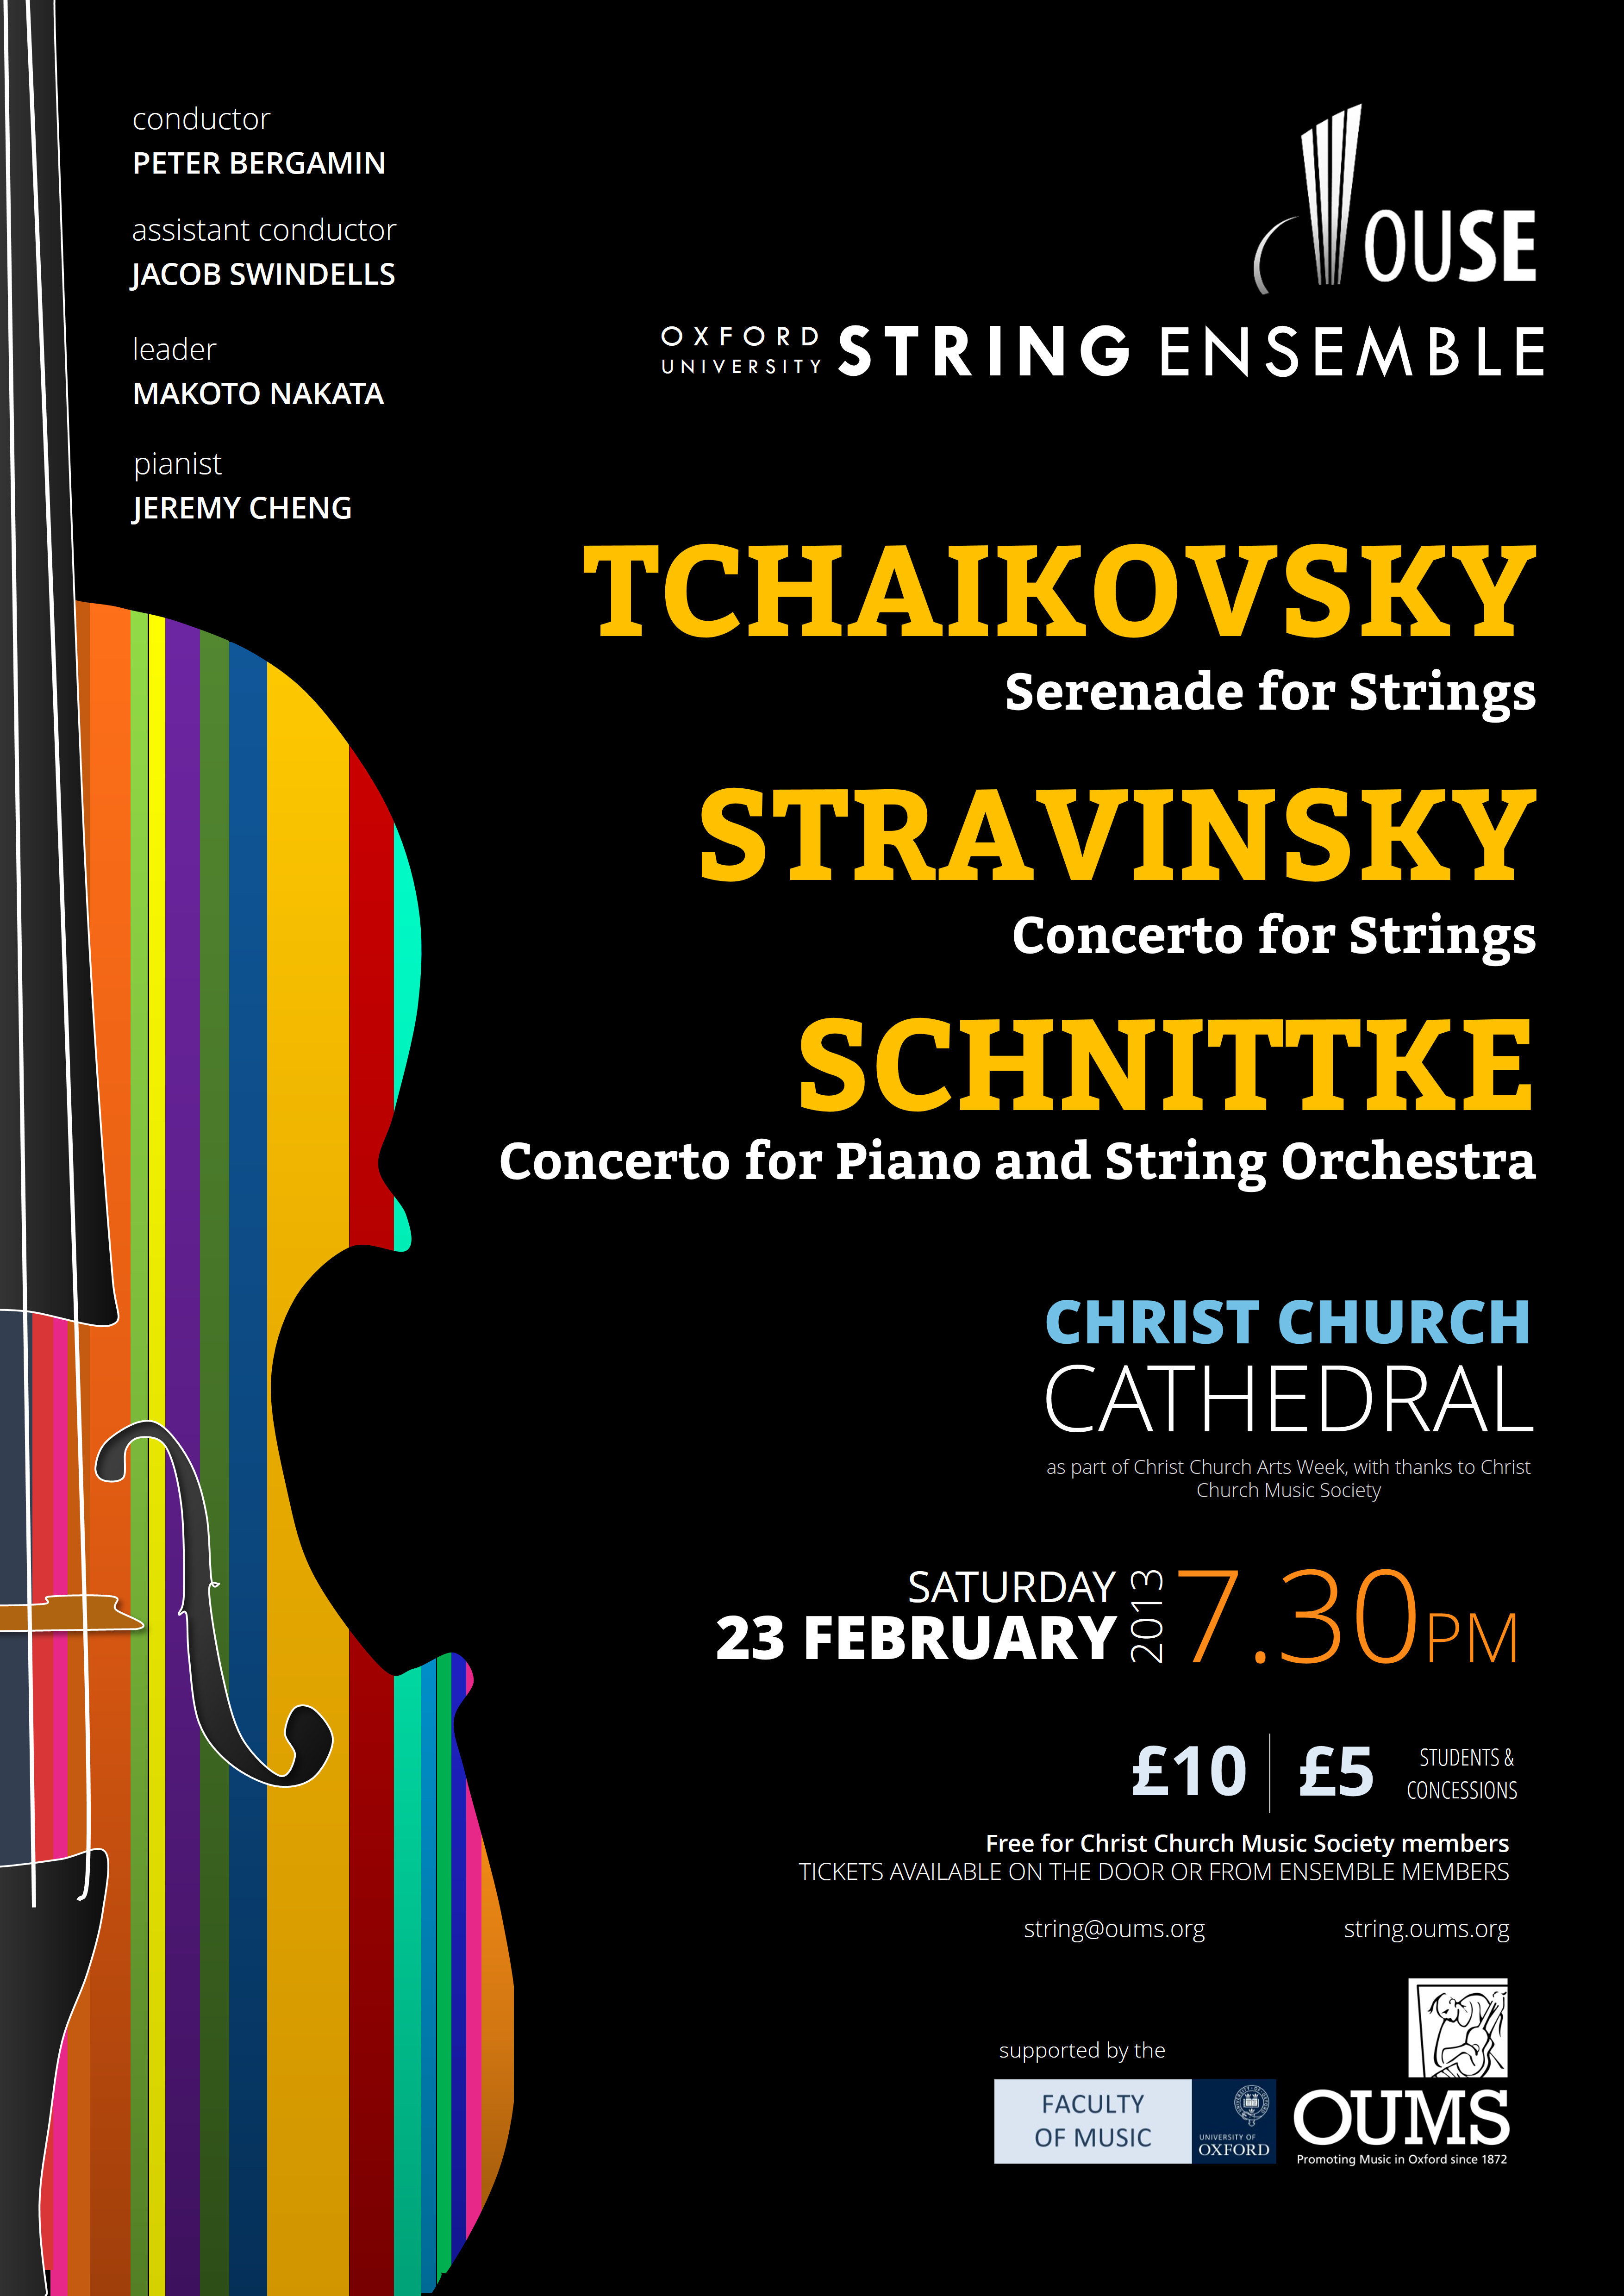 conductor
PETER BERGAMIN
assistant conductor
JACOB SWINDELLS
leader
MAKOTO NAKATA
pianist
JEREMY CHENG
OUSE
OXFORD UNIVERSITY STRING ENSEMBLE
TCHAIKOVSKY
Serenade for Strings
STRAVINSKY
Concerto for Strings
SCHNITTKE
Concerto for Piano and String Orchestra
CHRIST CHURCH
CATHEDRAL
as part of Christ Church Arts Week, with thanks to Christ
Church Music Society
SATURDAY
23 FEBRUARY
2013
7.30PM
£10
£5
STUDENTS &
CONCESSIONS
Free for Christ Church Music Society members
TICKETS AVAILABLE ON THE DOOR OR FROM ENSEMBLE MEMBERS
string@oums.org
string.oums.org
supported by the
FACULTY
OF MUSIC
UNIVERSITY OF
OXFORD
OUMS
Promoting Music in Oxford since 1872